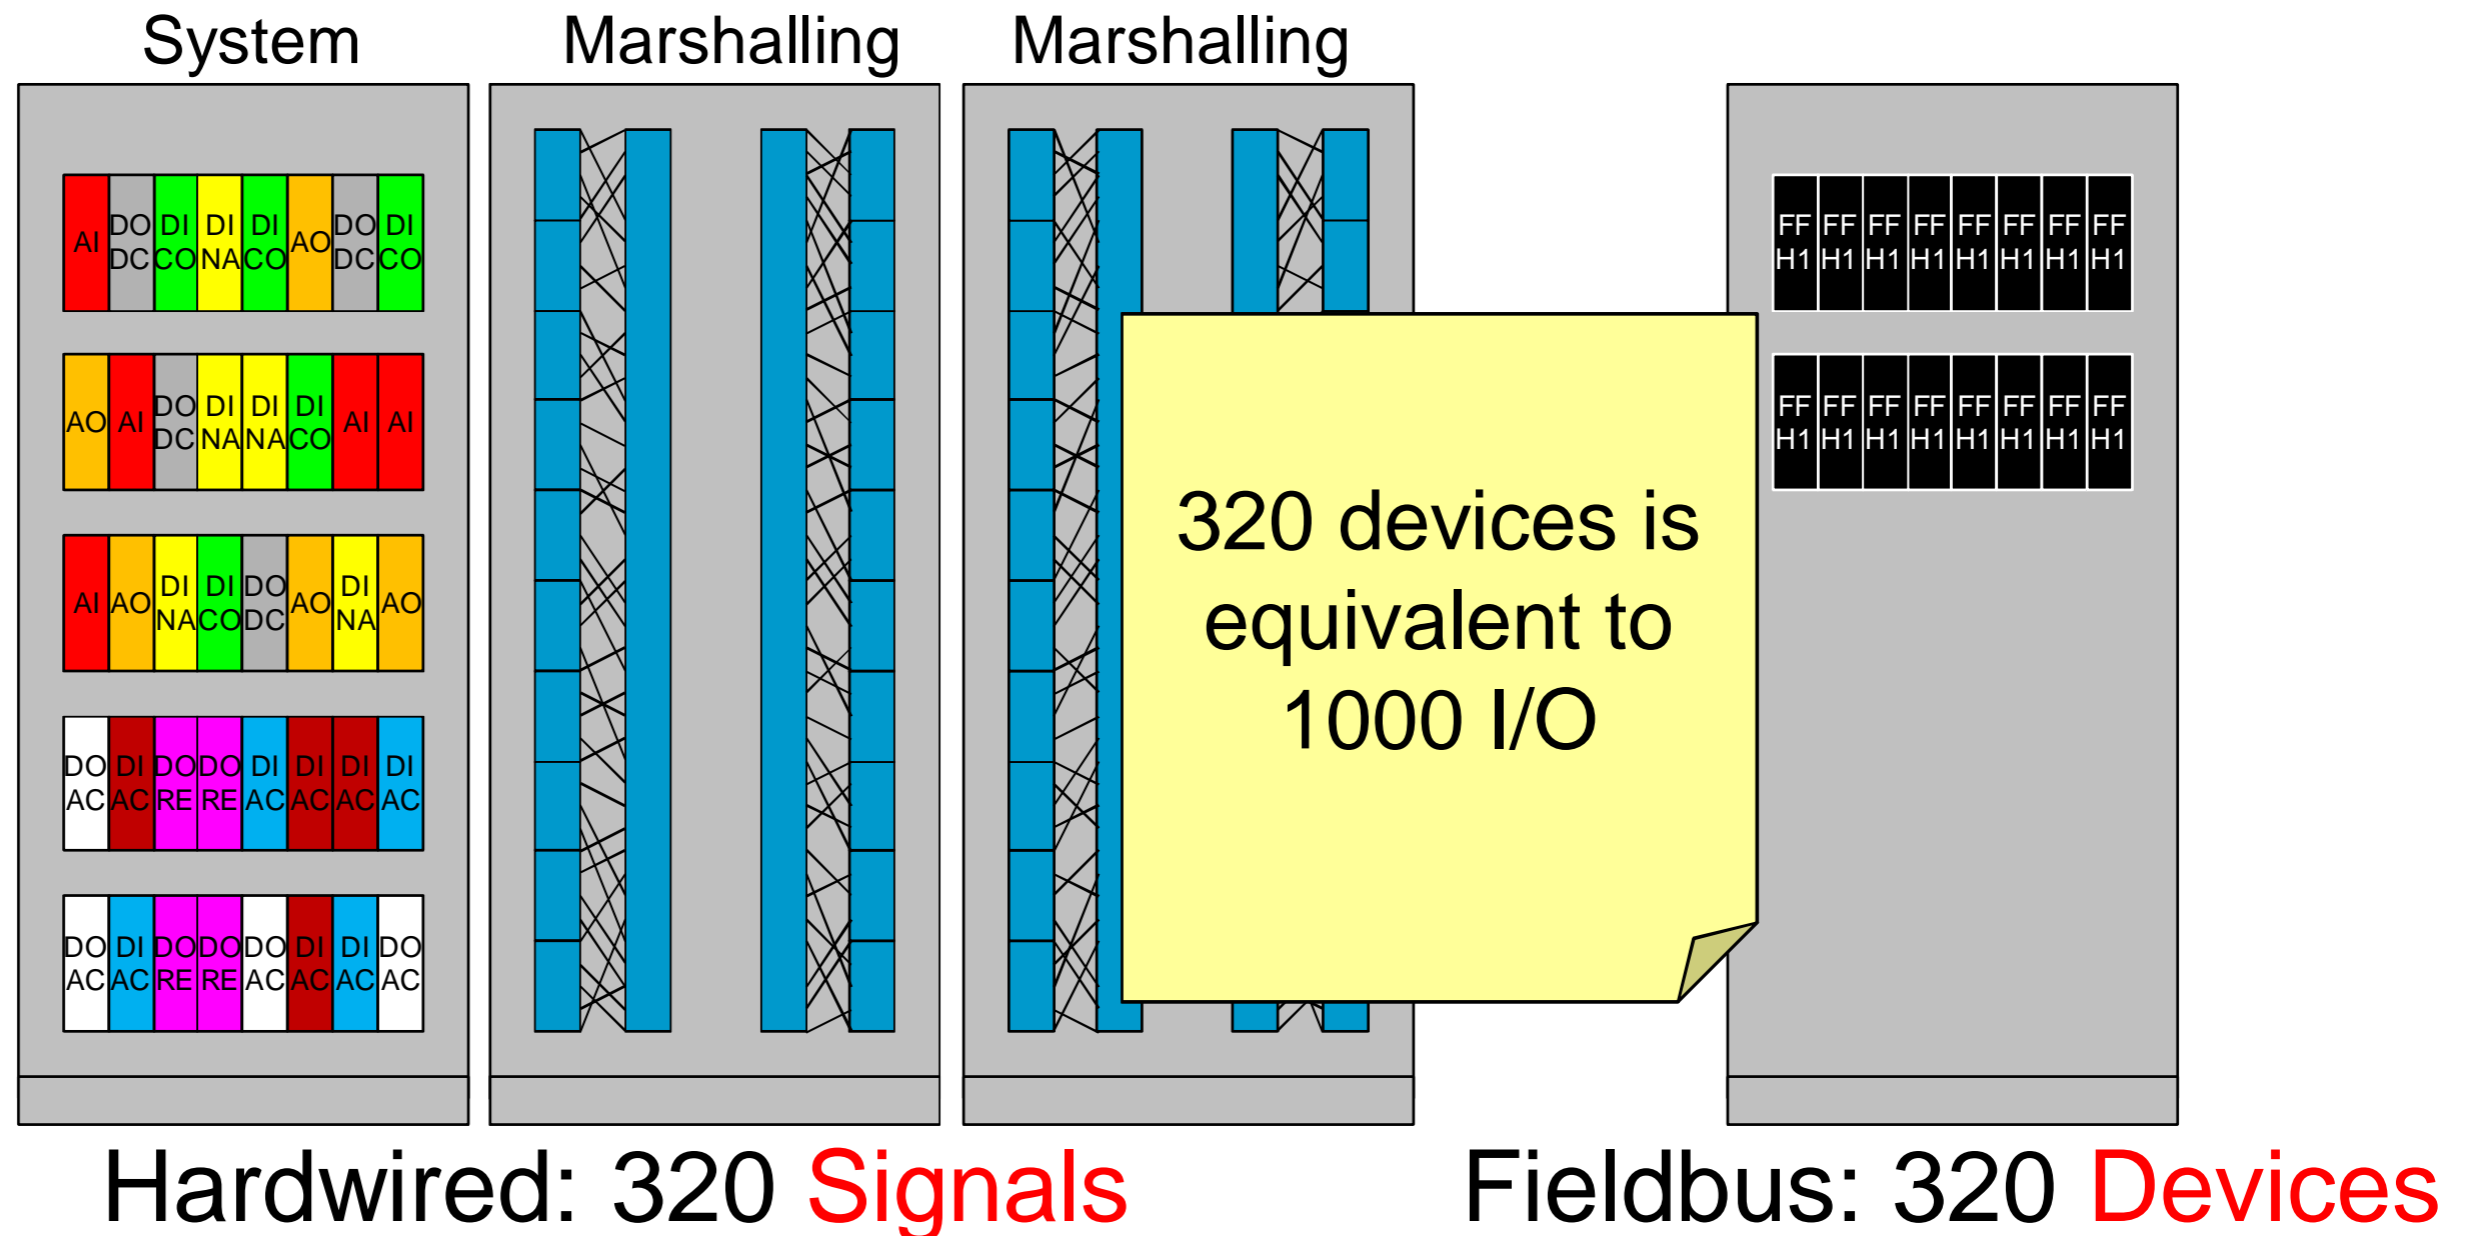 System Marshalling Marshalling
AI DO DC DI CO DI NA DI CO AO DO DC DI CO
AO AI DO DC DI NA DI NA DI CO AI AI
AI AO DI NA DI CO DO DC AO DI NA AO
DO AC DI AC DO RE DO RE DI AC DI AC DI AC DI AC
DO AC DI AC DO RE DO RE DO AC DI AC DI AC DO AC
FF H1 FF H1 FF H1 FF H1 FF H1 FF H1 FF H1 FF H1
FF H1 FF H1 FF H1 FF H1 FF H1 FF H1 FF H1 FF H1
320 devices is
equivalent to
1000 I/O
Hardwired: 320 Signals
Fieldbus: 320 Devices